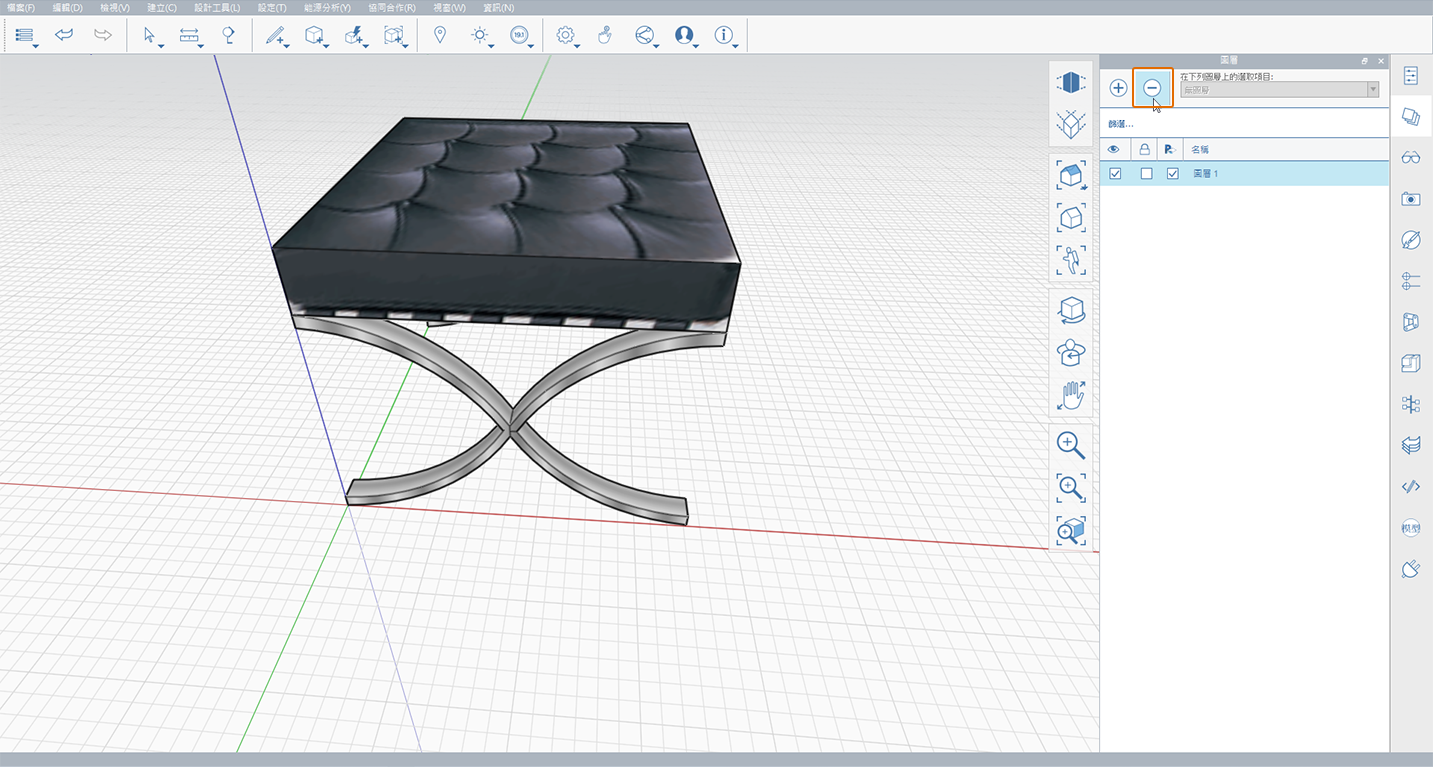 檔案(F) 編輯(D) 檢視(V) 建立(C) 設計工具(L) 設定(T) 能源分析(Y) 協同合作(R) 視窗(W) 資訊(N)
19.1
圖層
在下列圖層上的選取項目:
無圖層
篩選...
名稱
圖層 1
模型